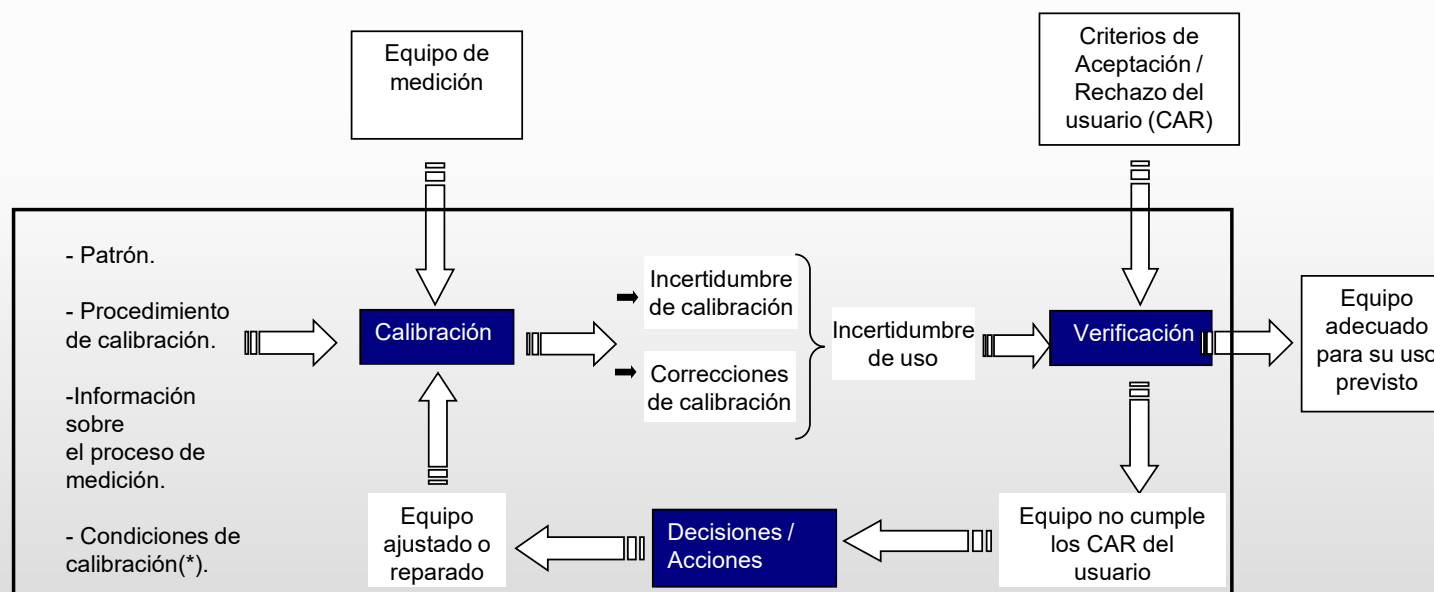 Equipo de
medición
Criterios de
Aceptación /
Rechazo del
usuario (CAR)
- Patrón.
- Procedimiento
de calibración.
-Información
sobre
el proceso de
medición.
- Condiciones de
calibración(*).
Calibración
Incertidumbre
de calibración
Correcciones
de calibración
Incertidumbre
de uso
Verificación
Equipo
adecuado
para su uso
previsto
Equipo
ajustado o
reparado
Decisiones /
Acciones
Equipo no cumple
los CAR del
usuario